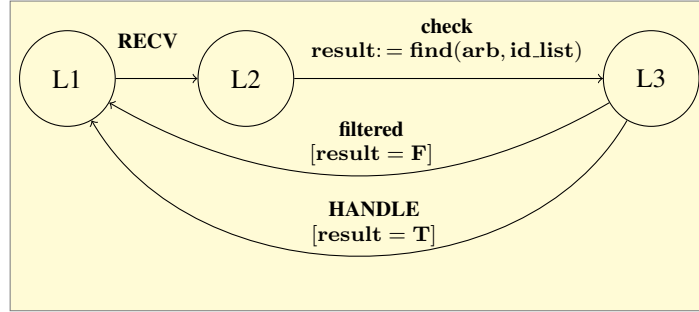 RECV
check
result:= find(arb, id_list)
L1
L2
L3
filtered
[result = F]
HANDLE
[result = T]